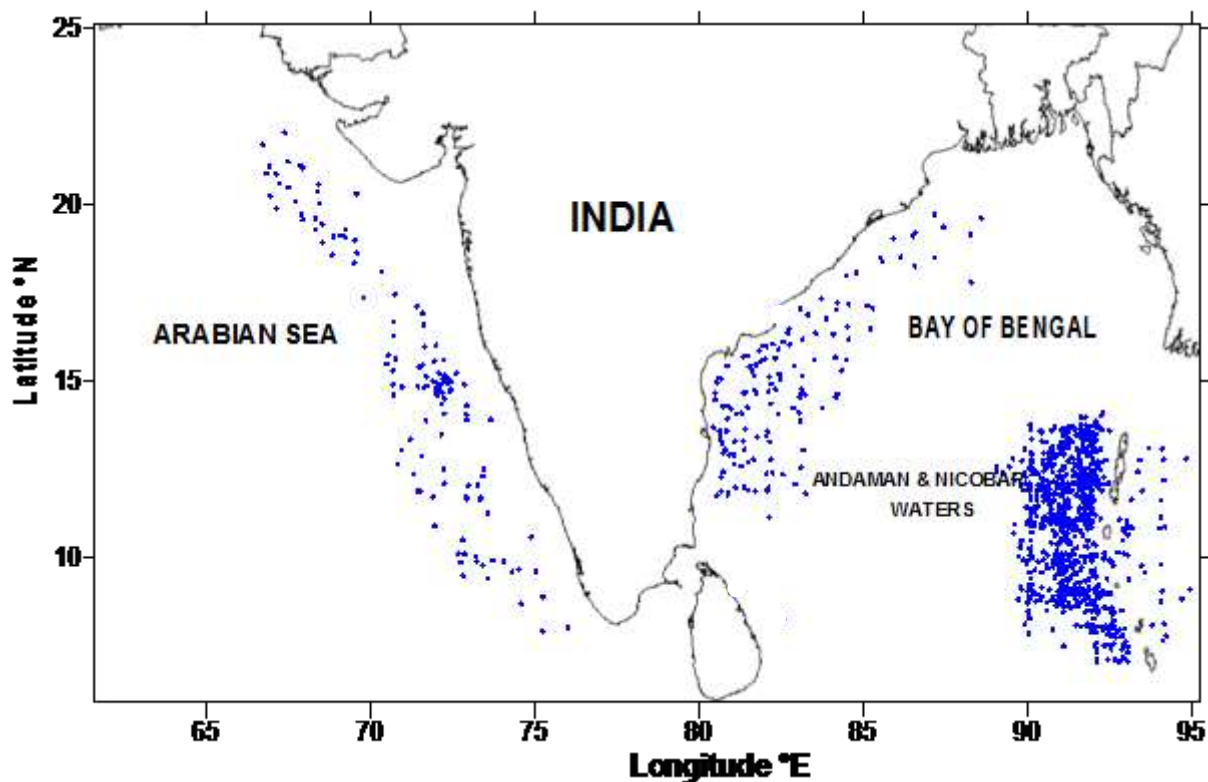 25
20
15
10
Latitude °N
INDIA
ARABIAN SEA
BAY OF BENGAL
ANDAMAN & NICOBAR
WATERS
65 70 75 80 85 90 95
Longitude °E